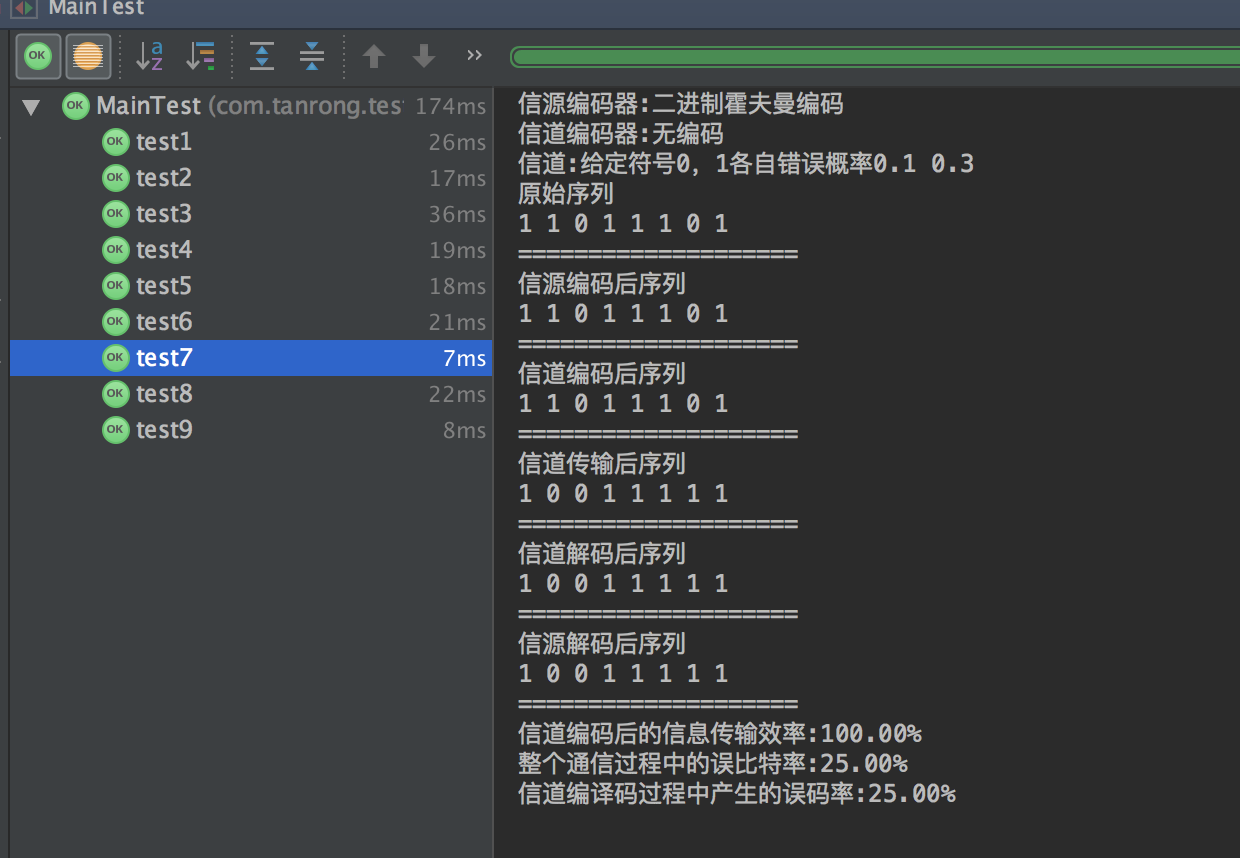 MainTest
OK
a
z
»
OK MainTest (com.tanrong.tes 174ms
OK test1 26ms
OK test2 17ms
OK test3 36ms
OK test4 19ms
OK test5 18ms
OK test6 21ms
OK test7 7ms
OK test8 22ms
OK test9 8ms
信源编码器:二进制霍夫曼编码
信道编码器:无编码
信道:给定符号0，1各自错误概率0.1 0.3
原始序列
1 1 0 1 1 1 0 1
====================
信源编码后序列
1 1 0 1 1 1 0 1
====================
信道编码后序列
1 1 0 1 1 1 0 1
====================
信道传输后序列
1 0 0 1 1 1 1 1
====================
信道解码后序列
1 0 0 1 1 1 1 1
====================
信源解码后序列
1 0 0 1 1 1 1 1
====================
信道编码后的信息传输效率:100.00%
整个通信过程中的误比特率:25.00%
信道编译码过程中产生的误码率:25.00%